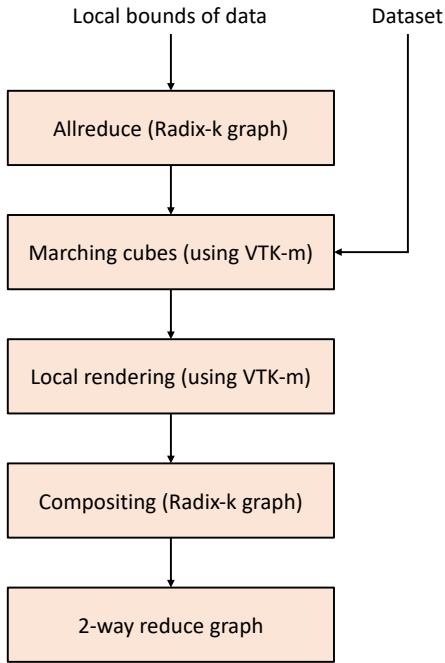 Local bounds of data
Dataset
Allreduce (Radix-k graph)
Marching cubes (using VTK-m)
Local rendering (using VTK-m)
Compositing (Radix-k graph)
2-way reduce graph